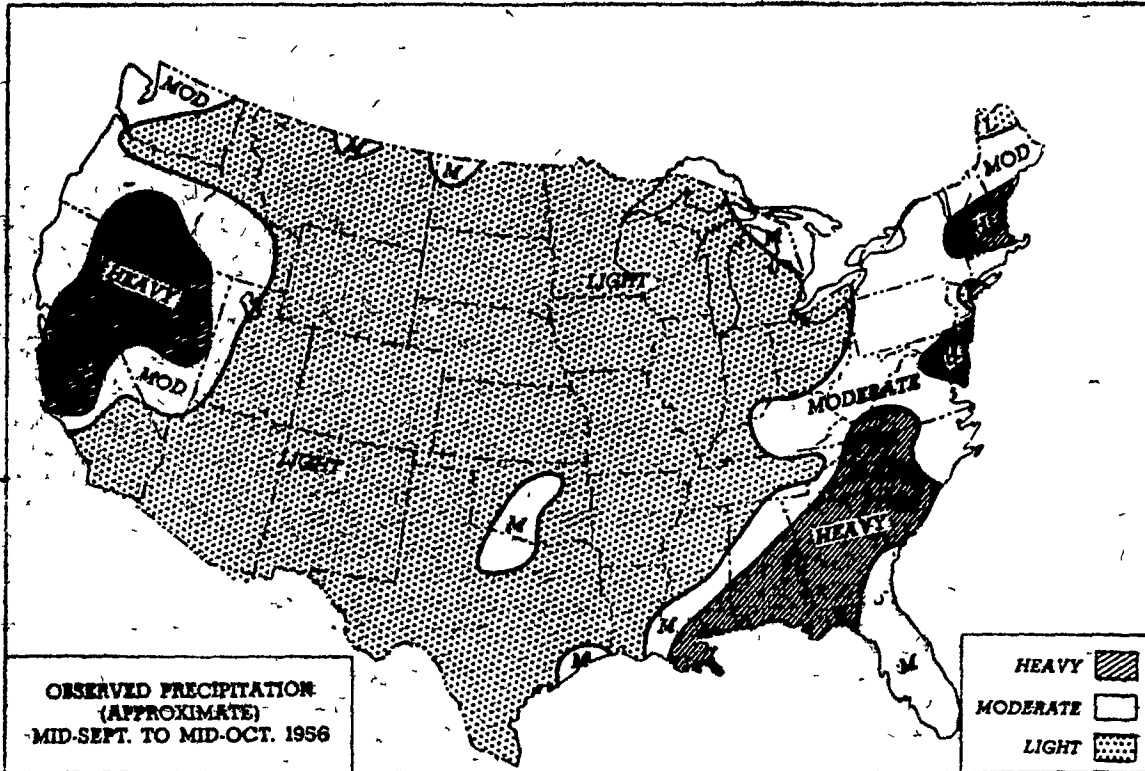 MOD
M
M
L
MOD
H
M
HEAVY
LIGHT
H
MOD
MODERATE
LIGHT
M
HEAVY
M
M
M
OBSERVED PRECIPITATION
(APPROXIMATE)
MID-SEPT. TO MID-OCT. 1956
HEAVY
MODERATE
LIGHT